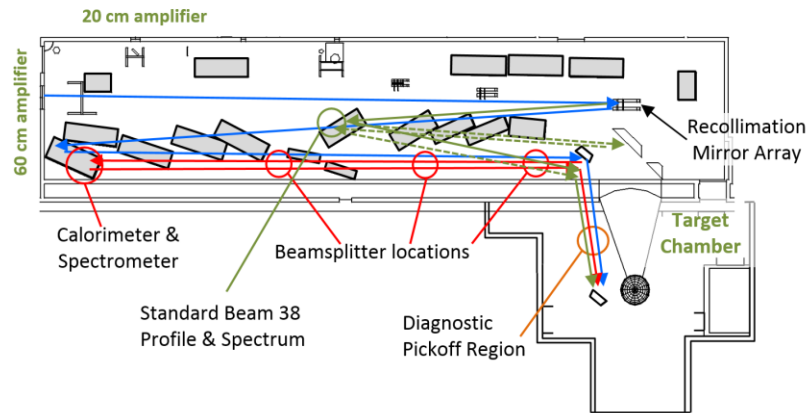 20 cm amplifier
60 cm amplifier
Recollimation
Mirror Array
Target
Chamber
Calorimeter &
Spectrometer
Beamsplitter locations
Standard Beam 38
Profile & Spectrum
Diagnostic
Pickoff Region